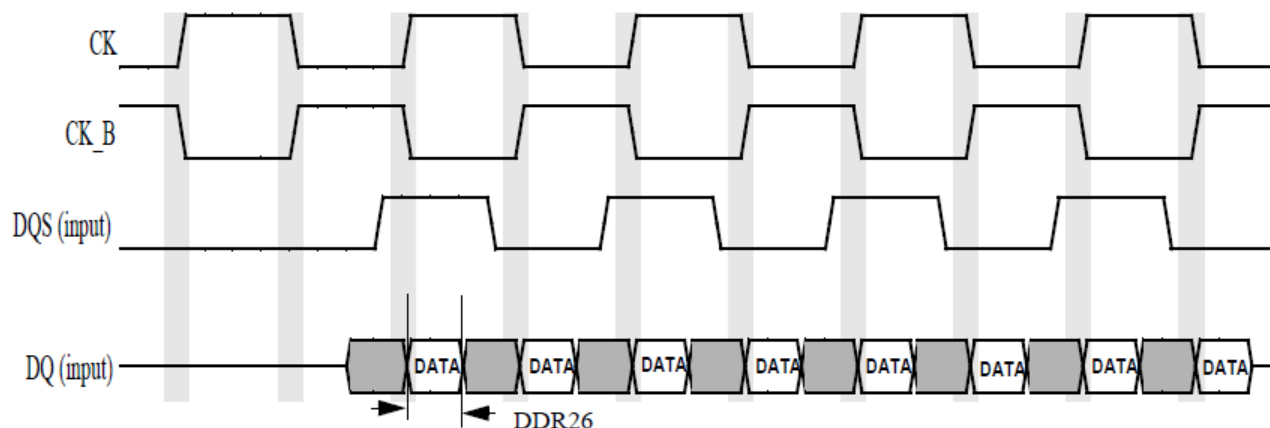 CK
CK_B
DQS (input)
DQ (input) DATA DATA DATA DATA DATA DATA DATA DATA
DDR26